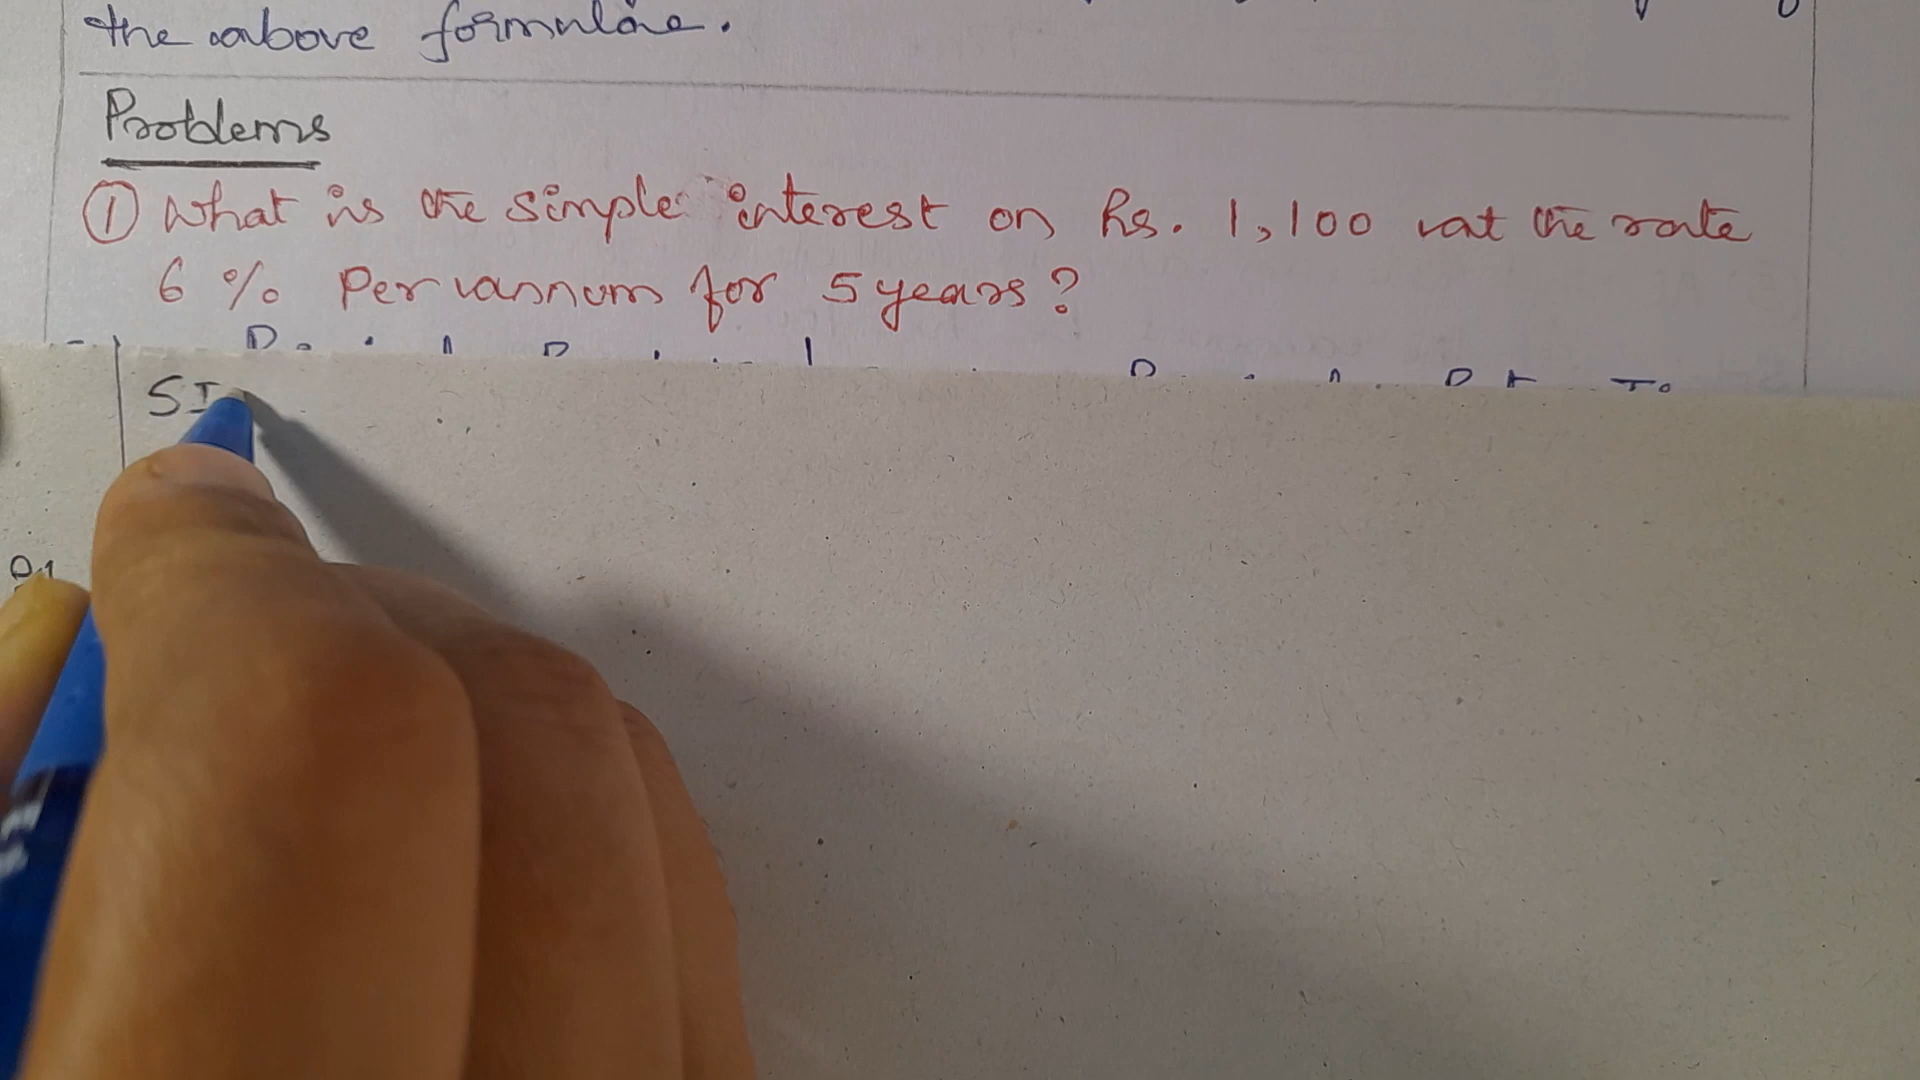 the above formulae.
Problems
① What is the simple interest on Rs. 1,100 at the rate
6 % Per annum for 5 years?
SI